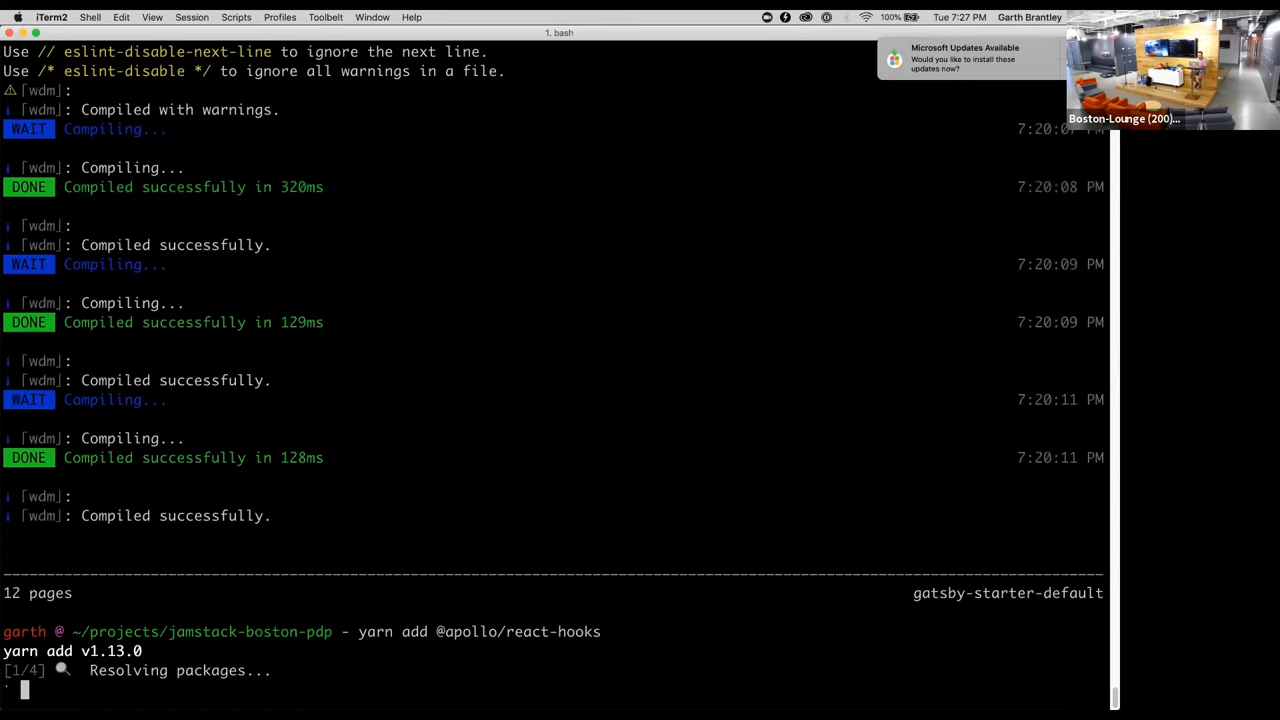 iTerm2 Shell Edit View Session Scripts Profiles Toolbelt Window Help 100% Tue 7:27 PM Garth Brantley
1. bash
Use // eslint-disable-next-line to ignore the next line.
Use /* eslint-disable */ to ignore all warnings in a file.
Microsoft Updates Available
Would you like to install these
updates now?
Boston-Lounge (200)...
⚠ ｢wdm｣:
ℹ ｢wdm｣: Compiled with warnings.
WAIT Compiling... 7:20:07 PM
ℹ ｢wdm｣: Compiling...
DONE Compiled successfully in 320ms 7:20:08 PM
ℹ ｢wdm｣:
ℹ ｢wdm｣: Compiled successfully.
WAIT Compiling... 7:20:09 PM
ℹ ｢wdm｣: Compiling...
DONE Compiled successfully in 129ms 7:20:09 PM
ℹ ｢wdm｣:
ℹ ｢wdm｣: Compiled successfully.
WAIT Compiling... 7:20:11 PM
ℹ ｢wdm｣: Compiling...
DONE Compiled successfully in 128ms 7:20:11 PM
ℹ ｢wdm｣:
ℹ ｢wdm｣: Compiled successfully.
12 pages gatsby-starter-default
garth @ ~/projects/jamstack-boston-pdp - yarn add @apollo/react-hooks
yarn add v1.13.0
[1/4] 🔍 Resolving packages...